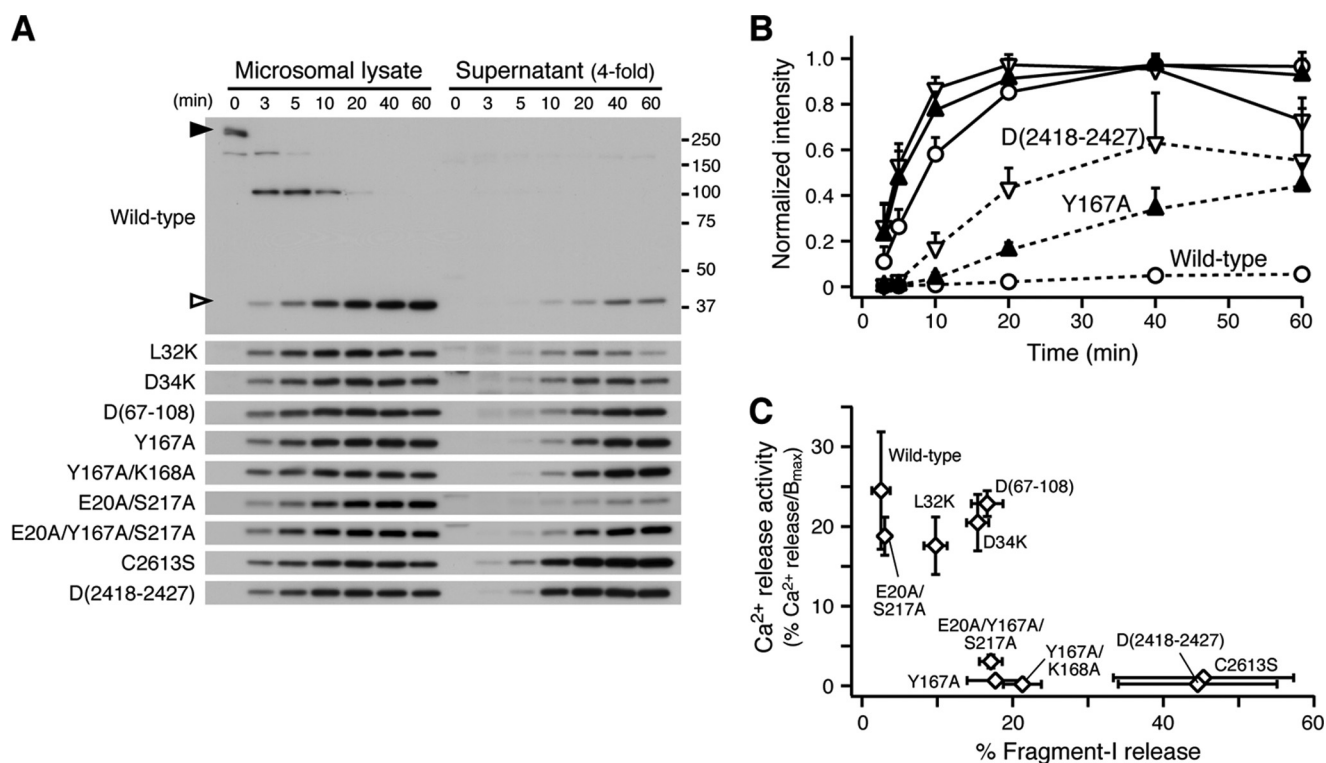 A
Microsomal lysate Supernatant (4-fold)
(min) 0 3 5 10 20 40 60 0 3 5 10 20 40 60
250
150
100
Wild-type
75
50
37
L32K
D34K
D(67-108)
Y167A
Y167A/K168A
E20A/S217A
E20A/Y167A/S217A
C2613S
D(2418-2427)
B
Normalized intensity
1.0
0.8
0.6
0.4
0.2
0
D(2418-2427)
Y167A
Wild-type
0 10 20 30 40 50 60
Time (min)
C
Ca²⁺ release activity
(% Ca²⁺ release/Bₘₐₓ)
30
20
10
0
Wild-type
L32K
D(67-108)
D34K
E20A/
S217A
E20A/Y167A/
S217A
Y167A/
K168A
Y167A
D(2418-2427)
C2613S
0 20 40 60
% Fragment-I release